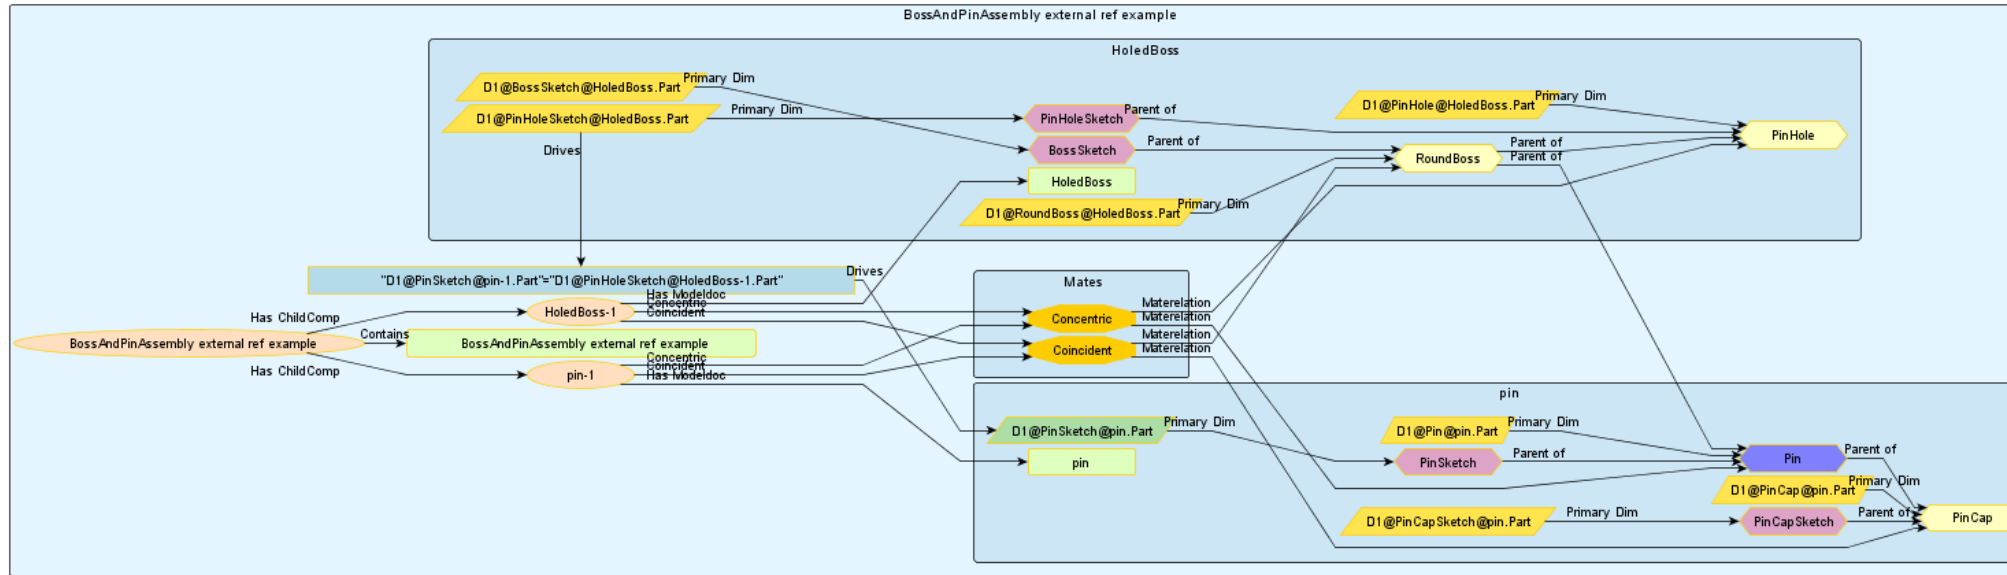 BossAndPinAssembly external ref example
HoledBoss
D1@BossSketch@HoledBoss.Part
Primary Dim
D1@PinHoleSketch@HoledBoss.Part
Primary Dim
Drives
PinHoleSketch
Parent of
BossSketch
Parent of
HoledBoss
D1@RoundBoss@HoledBoss.Part
Primary Dim
D1@PinHole@HoledBoss.Part
Primary Dim
RoundBoss
Parent of
Parent of
PinHole
"D1@PinSketch@pin-1.Part"="D1@PinHoleSketch@HoledBoss-1.Part"
Drives
Has ChildComp
HoledBoss-1
Has Modeldoc
Concentric
Coincident
BossAndPinAssembly external ref example
Contains
BossAndPinAssembly external ref example
Has ChildComp
pin-1
Concentric
Coincident
Has Modeldoc
Mates
Concentric
Materelation
Materelation
Coincident
Materelation
Materelation
pin
D1@PinSketch@pin.Part
Primary Dim
pin
D1@Pin@pin.Part
Primary Dim
PinSketch
Parent of
Pin
Parent of
D1@PinCap@pin.Part
Primary Dim
D1@PinCapSketch@pin.Part
Primary Dim
PinCapSketch
Parent of
PinCap